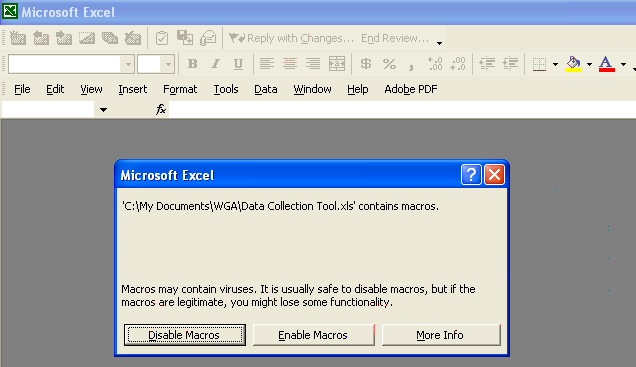 Microsoft Excel
Reply with Changes... End Review...
B I U $ % , .00 .00 A
File Edit View Insert Format Tools Data Window Help Adobe PDF
fx
Microsoft Excel ?
'C:\My Documents\WGA\Data Collection Tool.xls' contains macros.
Macros may contain viruses. It is usually safe to disable macros, but if the
macros are legitimate, you might lose some functionality.
Disable Macros Enable Macros More Info